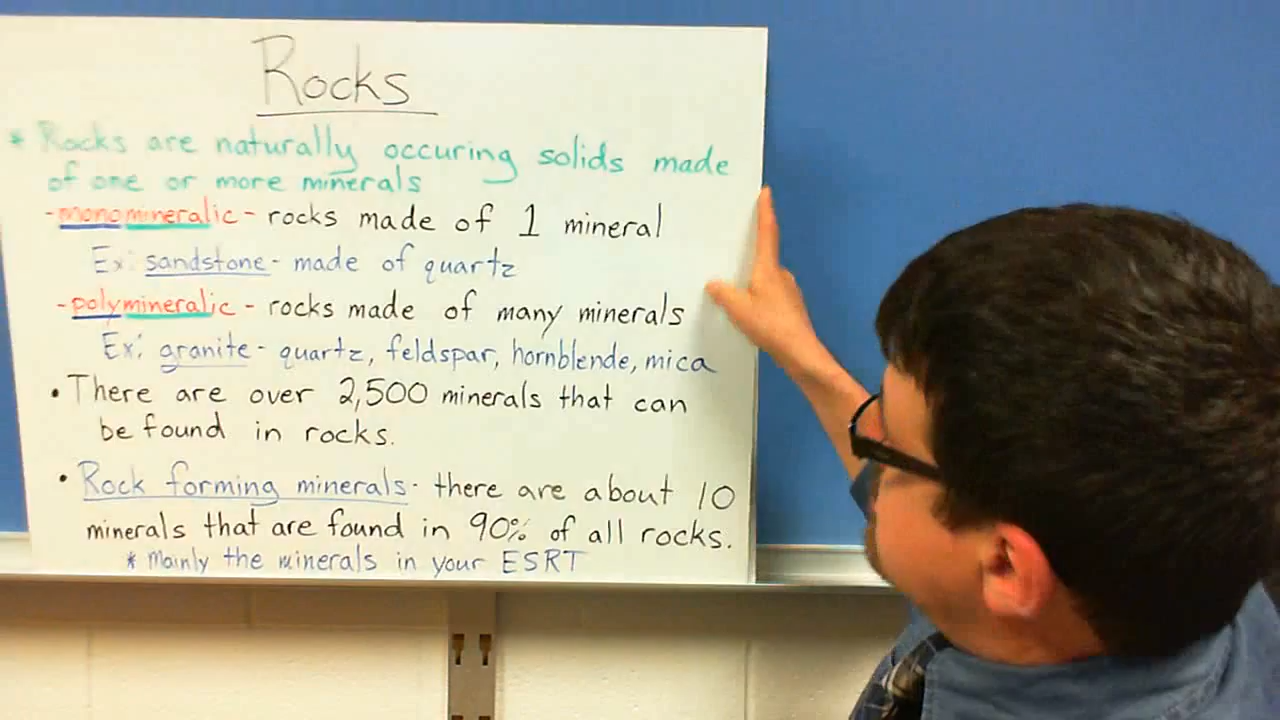 Rocks
* Rocks are naturally occuring solids made
of one or more minerals
- monomineralic - rocks made of 1 mineral
Ex: sandstone - made of quartz
- polymineralic - rocks made of many minerals
Ex: granite - quartz, feldspar, hornblende, mica
• There are over 2,500 minerals that can
be found in rocks.
• Rock forming minerals - there are about 10
minerals that are found in 90% of all rocks.
* Mainly the minerals in your ESRT